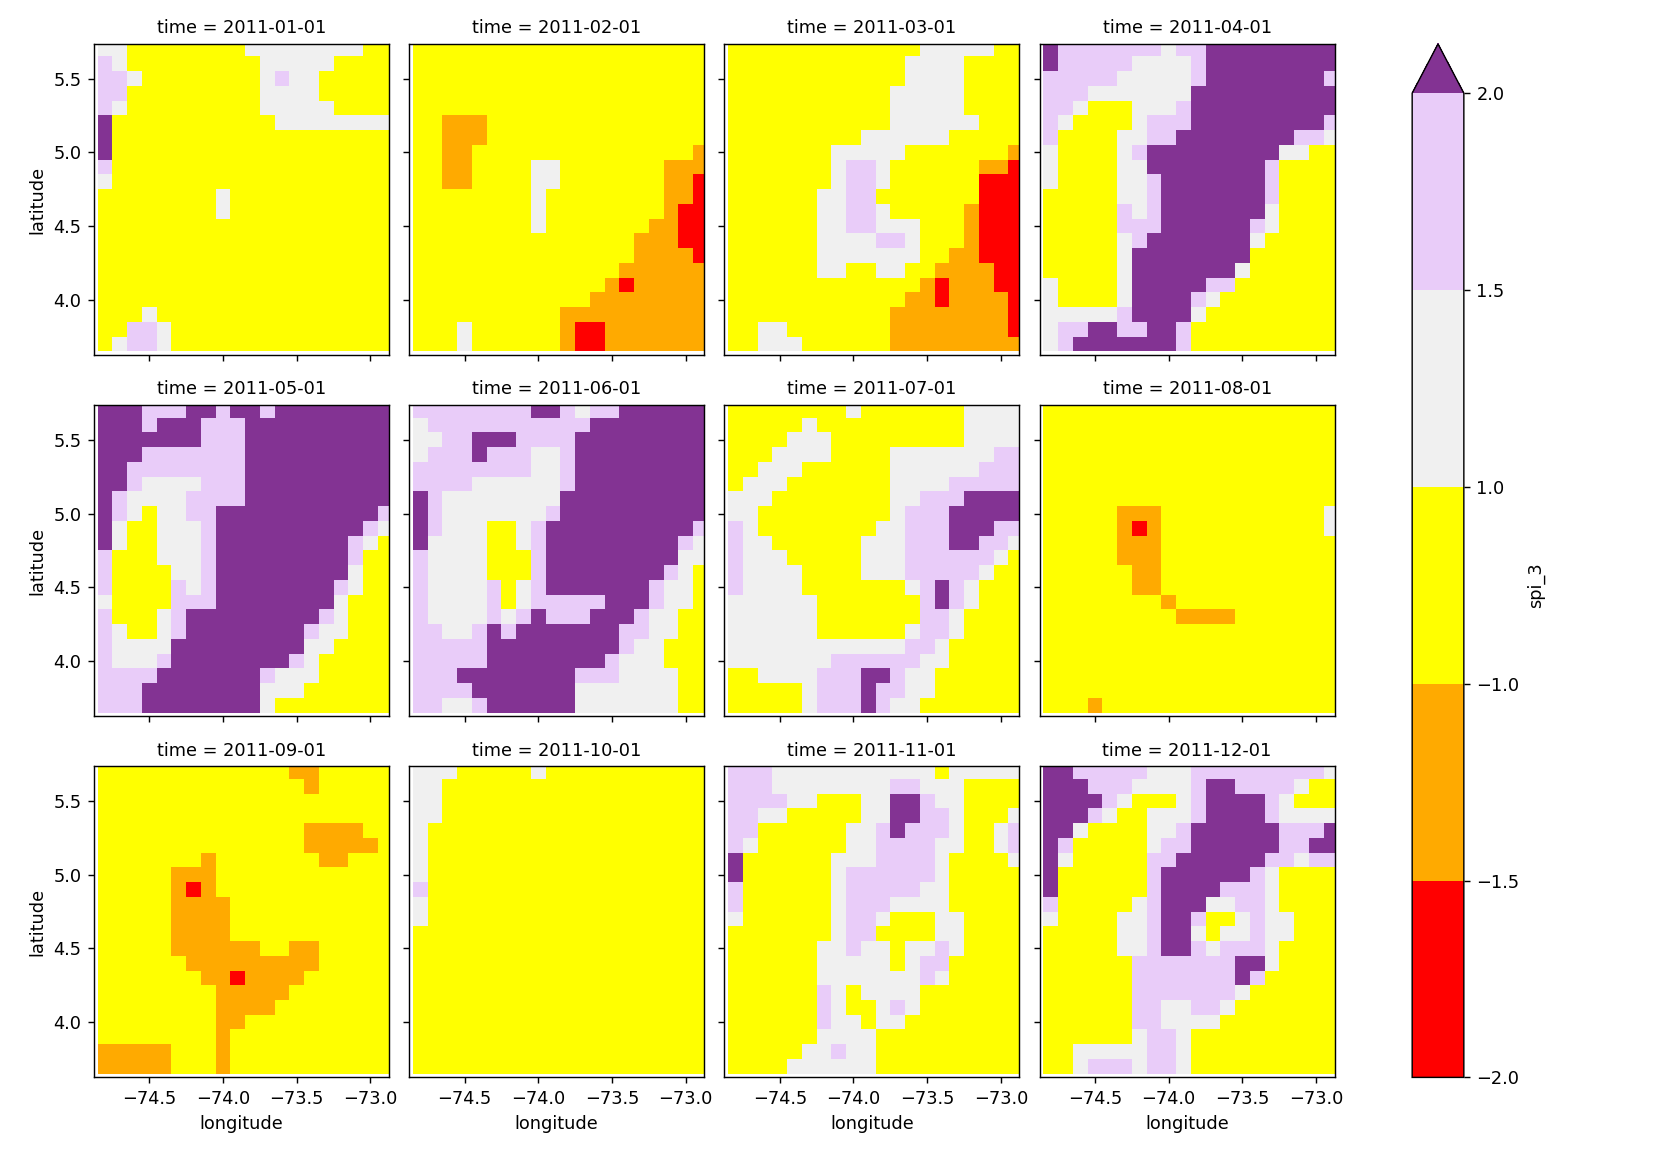 time = 2011-01-01
time = 2011-02-01
time = 2011-03-01
time = 2011-04-01
5.5
5.0
4.5
4.0
latitude
time = 2011-05-01
time = 2011-06-01
time = 2011-07-01
time = 2011-08-01
5.5
5.0
4.5
4.0
latitude
time = 2011-09-01
time = 2011-10-01
time = 2011-11-01
time = 2011-12-01
5.5
5.0
4.5
4.0
latitude
−74.5 −74.0 −73.5 −73.0
−74.5 −74.0 −73.5 −73.0
−74.5 −74.0 −73.5 −73.0
−74.5 −74.0 −73.5 −73.0
longitude
longitude
longitude
longitude
2.0
1.5
1.0
−1.0
−1.5
−2.0
spi_3